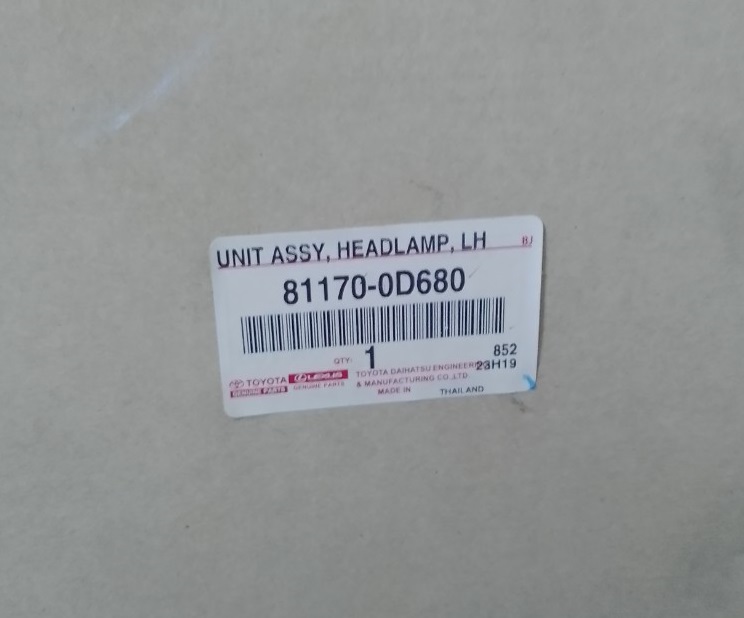 UNIT ASSY, HEADLAMP, LH BJ
81170-0D680
QTY. 1 852
23H19
TOYOTA LEXUS TOYOTA DAIHATSU ENGINEERING
GENUINE PARTS GENUINE PARTS & MANUFACTURING CO.,LTD.
MADE IN THAILAND